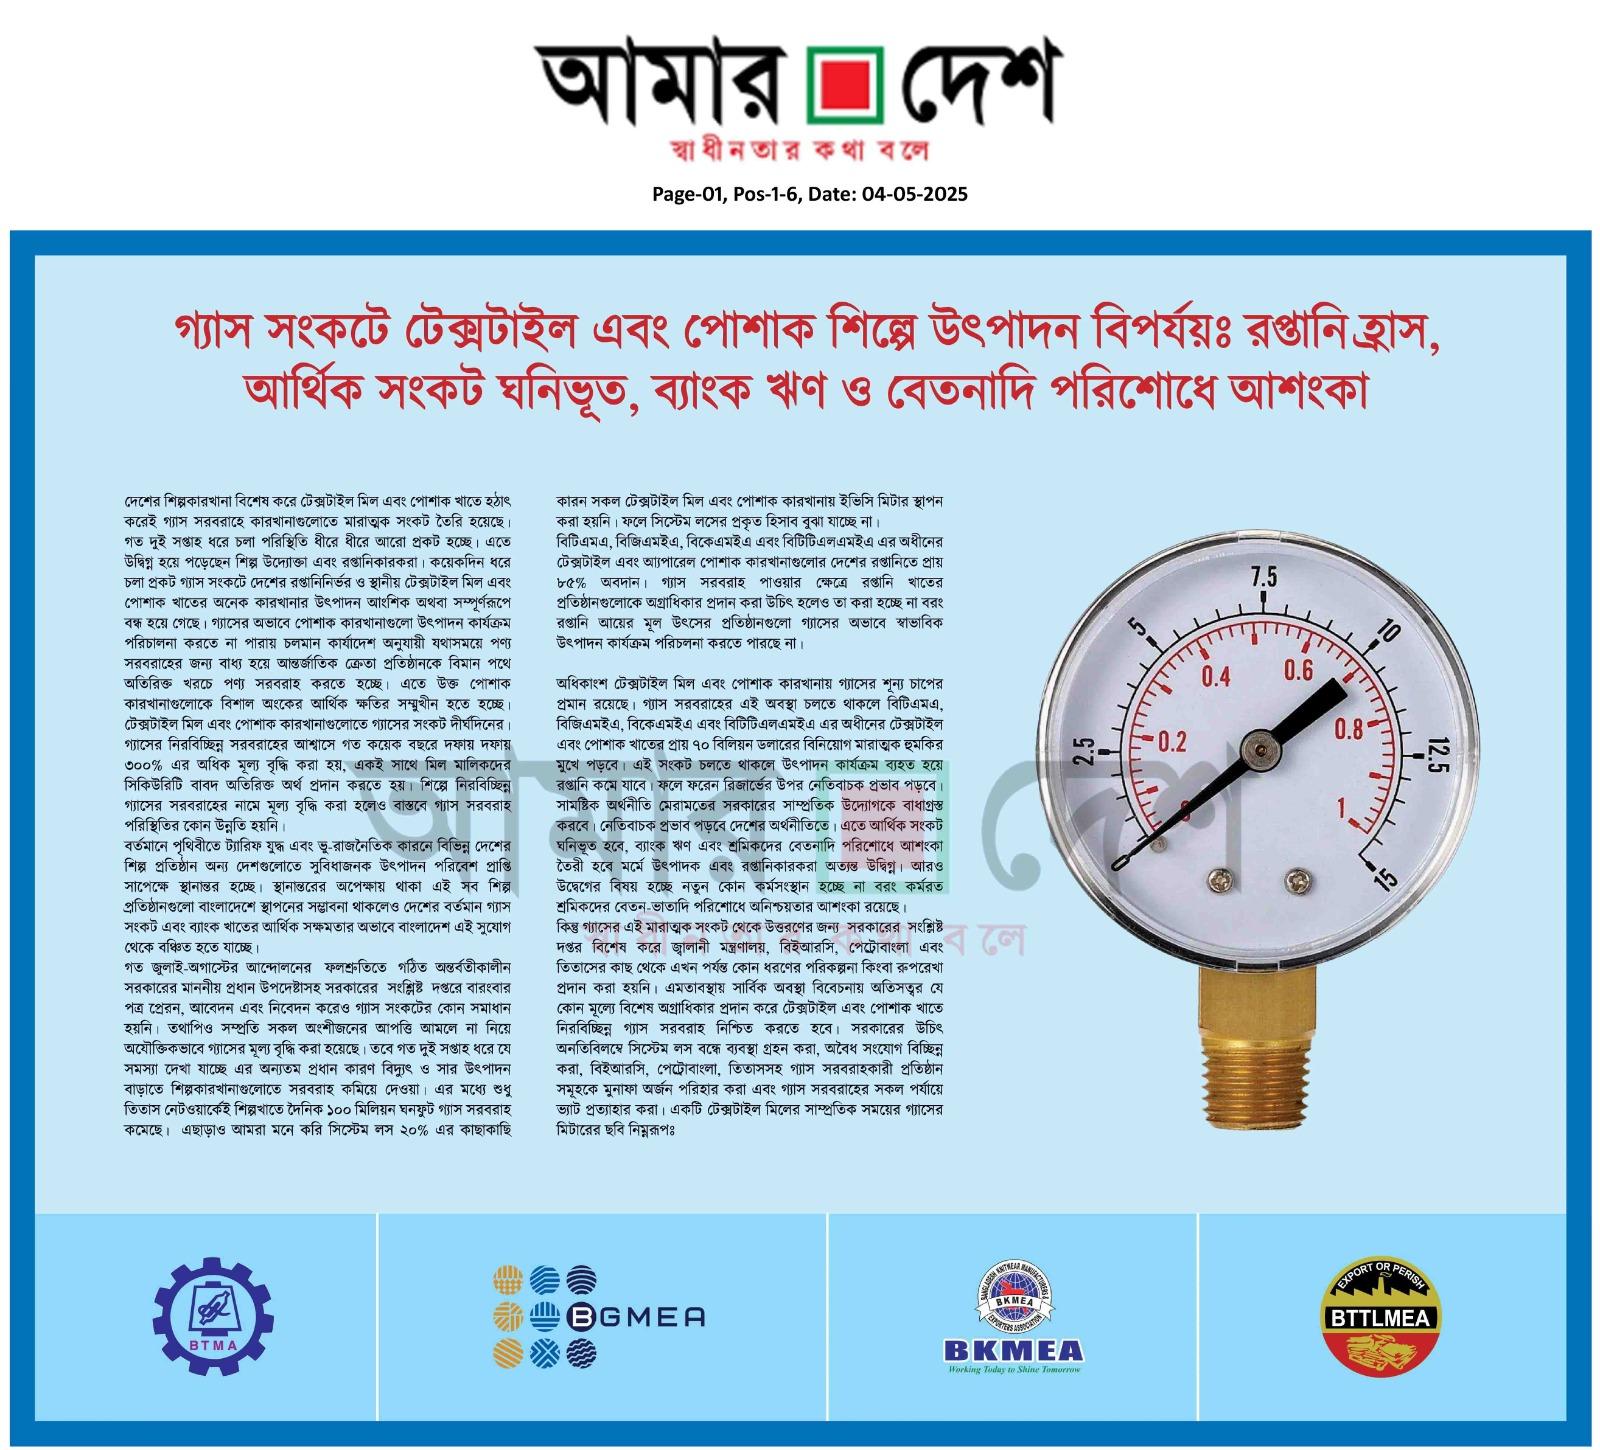 আমার দেশ
স্বাধীনতার কথা বলে
Page-01, Pos-1-6, Date: 04-05-2025
গ্যাস সংকটে টেক্সটাইল এবং পোশাক শিল্পে উৎপাদন বিপর্যয়ঃ রপ্তানি হ্রাস,
আর্থিক সংকট ঘনিভূত, ব্যাংক ঋণ ও বেতনাদি পরিশোধে আশংকা
দেশের শিল্পকারখানা বিশেষ করে টেক্সটাইল মিল এবং পোশাক খাতে হঠাৎ
করেই গ্যাস সরবরাহে কারখানাগুলোতে মারাত্মক সংকট তৈরি হয়েছে।
গত দুই সপ্তাহ ধরে চলা পরিস্থিতি ধীরে ধীরে আরো প্রকট হচ্ছে। এতে
উদ্বিগ্ন হয়ে পড়েছেন শিল্প উদ্যোক্তা এবং রপ্তানিকারকরা। কয়েকদিন ধরে
চলা প্রকট গ্যাস সংকটে দেশের রপ্তানিনির্ভর ও স্থানীয় টেক্সটাইল মিল এবং
পোশাক খাতের অনেক কারখানার উৎপাদন আংশিক অথবা সম্পূর্ণরূপে
বন্ধ হয়ে গেছে। গ্যাসের অভাবে পোশাক কারখানাগুলো উৎপাদন কার্যক্রম
পরিচালনা করতে না পারায় চলমান কার্যাদেশ অনুযায়ী যথাসময়ে পণ্য
সরবরাহের জন্য বাধ্য হয়ে আন্তর্জাতিক ক্রেতা প্রতিষ্ঠানকে বিমান পথে
অতিরিক্ত খরচে পণ্য সরবরাহ করতে হচ্ছে। এতে উক্ত পোশাক
কারখানাগুলোকে বিশাল অংকের আর্থিক ক্ষতির সম্মুখীন হতে হচ্ছে।
টেক্সটাইল মিল এবং পোশাক কারখানাগুলোতে গ্যাসের সংকট দীর্ঘদিনের।
গ্যাসের নিরবিচ্ছিন্ন সরবরাহের আশ্বাসে গত কয়েক বছরে দফায় দফায়
৩০০% এর অধিক মূল্য বৃদ্ধি করা হয়, একই সাথে মিল মালিকদের
সিকিউরিটি বাবদ অতিরিক্ত অর্থ প্রদান করতে হয়। শিল্পে নিরবিচ্ছিন্ন
গ্যাসের সরবরাহের নামে মূল্য বৃদ্ধি করা হলেও বাস্তবে গ্যাস সরবরাহ
পরিস্থিতির কোন উন্নতি হয়নি।
বর্তমানে পৃথিবীতে ট্যারিফ যুদ্ধ এবং ভূ-রাজনৈতিক কারনে বিভিন্ন দেশের
শিল্প প্রতিষ্ঠান অন্য দেশগুলোতে সুবিধাজনক উৎপাদন পরিবেশ প্রাপ্তি
সাপেক্ষে স্থানান্তর হচ্ছে। স্থানান্তরের অপেক্ষায় থাকা এই সব শিল্প
প্রতিষ্ঠানগুলো বাংলাদেশে স্থাপনের সম্ভাবনা থাকলেও দেশের বর্তমান গ্যাস
সংকট এবং ব্যাংক খাতের আর্থিক সক্ষমতার অভাবে বাংলাদেশ এই সুযোগ
থেকে বঞ্চিত হতে যাচ্ছে।
গত জুলাই-অগাস্টের আন্দোলনের ফলশ্রুতিতে গঠিত অন্তর্বতীকালীন
সরকারের মাননীয় প্রধান উপদেষ্টাসহ সরকারের সংশ্লিষ্ট দপ্তরে বারংবার
পত্র প্রেরন, আবেদন এবং নিবেদন করেও গ্যাস সংকটের কোন সমাধান
হয়নি। তথাপিও সম্প্রতি সকল অংশীজনের আপত্তি আমলে না নিয়ে
অযৌক্তিকভাবে গ্যাসের মূল্য বৃদ্ধি করা হয়েছে। তবে গত দুই সপ্তাহ ধরে যে
সমস্যা দেখা যাচ্ছে এর অন্যতম প্রধান কারণ বিদ্যুৎ ও সার উৎপাদন
বাড়াতে শিল্পকারখানাগুলোতে সরবরাহ কমিয়ে দেওয়া। এর মধ্যে শুধু
তিতাস নেটওয়ার্কেই শিল্পখাতে দৈনিক ১০০ মিলিয়ন ঘনফুট গ্যাস সরবরাহ
কমেছে। এছাড়াও আমরা মনে করি সিস্টেম লস ২০% এর কাছাকাছি
কারন সকল টেক্সটাইল মিল এবং পোশাক কারখানায় ইভিসি মিটার স্থাপন
করা হয়নি। ফলে সিস্টেম লসের প্রকৃত হিসাব বুঝা যাচ্ছে না।
বিটিএমএ, বিজিএমইএ, বিকেএমইএ এবং বিটিটিএলএমইএ এর অধীনের
টেক্সটাইল এবং অ্যাপারেল পোশাক কারখানাগুলোর দেশের রপ্তানিতে প্রায়
৮৫% অবদান। গ্যাস সরবরাহ পাওয়ার ক্ষেত্রে রপ্তানি খাতের
প্রতিষ্ঠানগুলোকে অগ্রাধিকার প্রদান করা উচিৎ হলেও তা করা হচ্ছে না বরং
রপ্তানি আয়ের মূল উৎসের প্রতিষ্ঠানগুলো গ্যাসের অভাবে স্বাভাবিক
উৎপাদন কার্যক্রম পরিচলনা করতে পারছে না।
অধিকাংশ টেক্সটাইল মিল এবং পোশাক কারখানায় গ্যাসের শূন্য চাপের
প্রমান রয়েছে। গ্যাস সরবরাহের এই অবস্থা চলতে থাকলে বিটিএমএ,
বিজিএমইএ, বিকেএমইএ এবং বিটিটিএলএমইএ এর অধীনের টেক্সটাইল
এবং পোশাক খাতের প্রায় ৭০ বিলিয়ন ডলারের বিনিয়োগ মারাত্মক হুমকির
মুখে পড়বে। এই সংকট চলতে থাকলে উৎপাদন কার্যক্রম ব্যহত হয়ে
রপ্তানি কমে যাবে। ফলে ফরেন রিজার্ভের উপর নেতিবাচক প্রভাব পড়বে।
সামষ্টিক অর্থনীতি মেরামতের সরকারের সাম্প্রতিক উদ্যোগকে বাধাগ্রস্ত
করবে। নেতিবাচক প্রভাব পড়বে দেশের অর্থনীতিতে। এতে আর্থিক সংকট
ঘনিভূত হবে, ব্যাংক ঋণ এবং শ্রমিকদের বেতনাদি পরিশোধে আশংকা
তৈরী হবে মর্মে উৎপাদক এবং রপ্তানিকারকরা অত্যন্ত উদ্বিগ্ন। আরও
উদ্বেগের বিষয় হচ্ছে নতুন কোন কর্মসংস্থান হচ্ছে না বরং কর্মরত
শ্রমিকদের বেতন-ভাতাদি পরিশোধে অনিশ্চয়তার আশংকা রয়েছে।
কিন্তু গ্যাসের এই মারাত্মক সংকট থেকে উত্তরণের জন্য সরকারের সংশ্লিষ্ট
দপ্তর বিশেষ করে জ্বালানী মন্ত্রণালয়, বিইআরসি, পেট্রোবাংলা এবং
তিতাসের কাছ থেকে এখন পর্যন্ত কোন ধরণের পরিকল্পনা কিংবা রুপরেখা
প্রদান করা হয়নি। এমতাবস্থায় সার্বিক অবস্থা বিবেচনায় অতিসত্বর যে
কোন মূল্যে বিশেষ অগ্রাধিকার প্রদান করে টেক্সটাইল এবং পোশাক খাতে
নিরবিচ্ছিন্ন গ্যাস সরবরাহ নিশ্চিত করতে হবে। সরকারের উচিৎ
অনতিবিলম্বে সিস্টেম লস বন্ধে ব্যবস্থা গ্রহন করা, অবৈধ সংযোগ বিচ্ছিন্ন
করা, বিইআরসি, পেট্রোবাংলা, তিতাসসহ গ্যাস সরবরাহকারী প্রতিষ্ঠান
সমূহকে মুনাফা অর্জন পরিহার করা এবং গ্যাস সরবরাহের সকল পর্যায়ে
ভ্যাট প্রত্যাহার করা। একটি টেক্সটাইল মিলের সাম্প্রতিক সময়ের গ্যাসের
মিটারের ছবি নিম্নরূপঃ
0 2.5 5 7.5 10 12.5 15
0 0.2 0.4 0.6 0.8 1
আমার দেশ
স্বাধীনতার কথা বলে
BTMA
BGMEA
BANGLADESH KNITWEAR MANUFACTURERS & EXPORTERS ASSOCIATION
BKMEA
BKMEA
Working Today to Shine Tomorrow
EXPORT OR PERISH
BTTLMEA